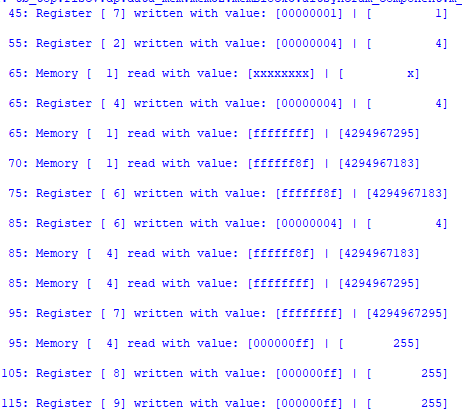 45: Register [ 7] written with value: [00000001] | [         1]
55: Register [ 2] written with value: [00000004] | [         4]
65: Memory [  1] read with value: [xxxxxxxx] | [         x]
65: Register [ 4] written with value: [00000004] | [         4]
65: Memory [  1] read with value: [ffffffff] | [4294967295]
70: Memory [  1] read with value: [ffffff8f] | [4294967183]
75: Register [ 6] written with value: [ffffff8f] | [4294967183]
85: Register [ 6] written with value: [00000004] | [         4]
85: Memory [  4] read with value: [ffffff8f] | [4294967183]
85: Memory [  4] read with value: [ffffffff] | [4294967295]
95: Register [ 7] written with value: [ffffffff] | [4294967295]
95: Memory [  4] read with value: [000000ff] | [       255]
105: Register [ 8] written with value: [000000ff] | [       255]
115: Register [ 9] written with value: [000000ff] | [       255]